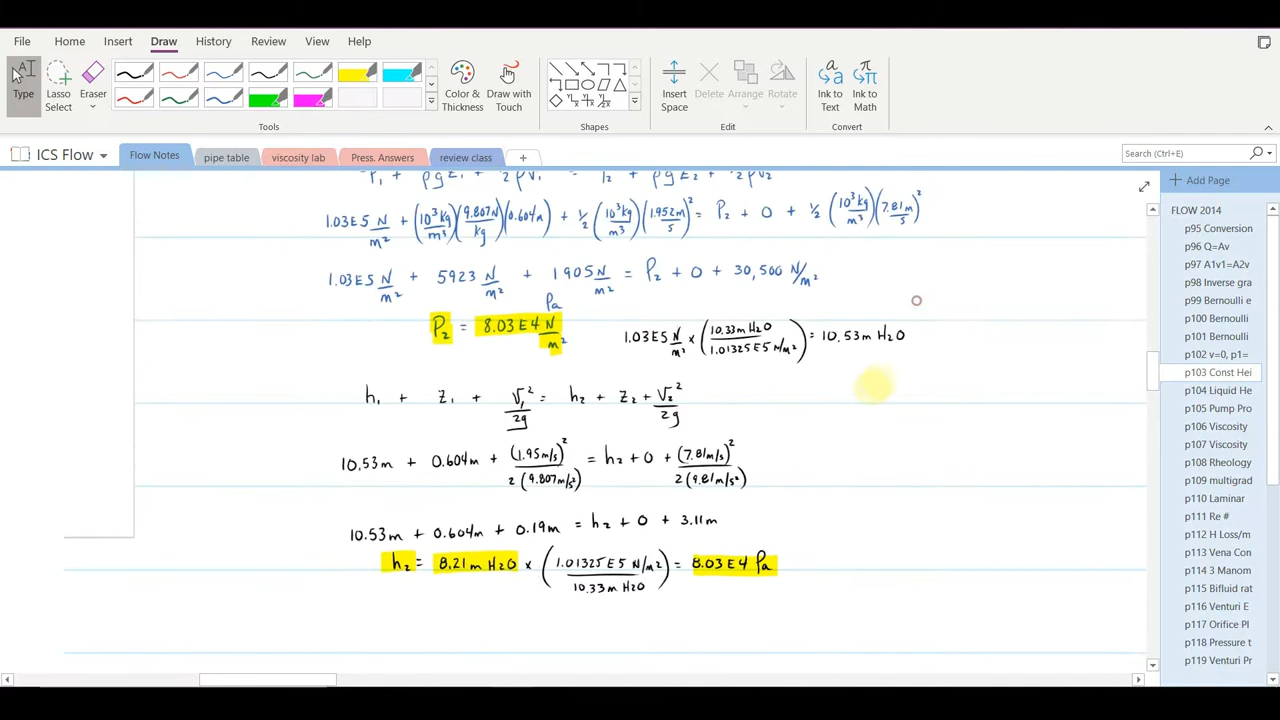 File Home Insert Draw History Review View Help
Type Lasso Select Eraser Color & Thickness Draw with Touch Insert Space Delete Arrange Rotate Ink to Text Ink to Math
Tools Shapes Edit Convert
ICS Flow Flow Notes pipe table viscosity lab Press. Answers review class + Search (Ctrl+E)
P₁ + ρgZ₁ + ½ρV₁² = P₂ + ρgZ₂ + ½ρV₂²
1.03E5 N/m² + (10³kg/m³)(9.807N/kg)(0.604m) + ½(10³kg/m³)(1.952m/s)² = P₂ + 0 + ½(10³kg/m³)(7.81m/s)²
1.03E5 N/m² + 5923 N/m² + 1905 N/m² = P₂ + 0 + 30,500 N/m²
Pa
P₂ = 8.03E4 N/m²
1.03E5 N/m² × (10.33m H₂O/1.01325E5 N/m²) = 10.53m H₂O
h₁ + z₁ + V₁²/2g = h₂ + z₂ + V₂²/2g
10.53m + 0.604m + (1.95m/s)²/2(9.807m/s²) = h₂ + 0 + (7.81m/s)²/2(9.81m/s²)
10.53m + 0.604m + 0.19m = h₂ + 0 + 3.11m
h₂ = 8.21m H₂O × (1.01325E5 N/m²/10.33m H₂O) = 8.03E4 Pa
Add Page
FLOW 2014
p95 Conversion
p96 Q=Av
p97 A1v1=A2v
p98 Inverse gra
p99 Bernoulli e
p100 Bernoulli
p101 Bernoulli
p102 v=0, p1=
p103 Const Hei
p104 Liquid He
p105 Pump Pro
p106 Viscosity
p107 Viscosity
p108 Rheology
p109 multigrad
p110 Laminar
p111 Re #
p112 H Loss/m
p113 Vena Con
p114 3 Manom
p115 Bifluid rat
p116 Venturi E
p117 Orifice Pl
p118 Pressure t
p119 Venturi Pr